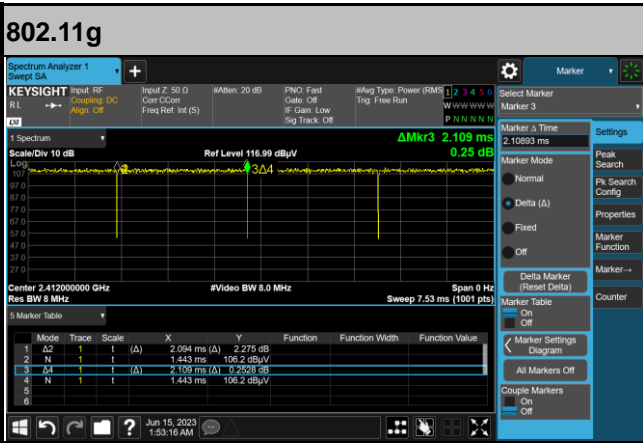 802.11g
Spectrum Analyzer 1
Swept SA
+
Marker
KEYSIGHT
RL
Input: RF
Coupling: DC
Align: Off
Input Z: 50 Ω
Corr CCorr
Freq Ref: Int (S)
#Atten: 20 dB
PNO: Fast
Gate: Off
IF Gain: Low
Sig Track: Off
#Avg Type: Power (RMS
Trig: Free Run
1 2 3 4 5 6
W W W W W W
P N N N N N
LXI
Select Marker
Marker 3
1 Spectrum
ΔMkr3 2.109 ms
Scale/Div 10 dB
Ref Level 116.99 dBµV
0.25 dB
Log
107
97.0
87.0
77.0
67.0
57.0
47.0
37.0
27.0
3Δ4
Center 2.412000000 GHz
#Video BW 8.0 MHz
Span 0 Hz
Res BW 8 MHz
Sweep 7.53 ms (1001 pts)
5 Marker Table
Mode Trace Scale X Y Function Function Width Function Value
1 Δ2 1 t (Δ) 2.094 ms 2.275 dB
2 N 1 t 1.443 ms 106.2 dBµV
3 Δ4 1 t (Δ) 2.109 ms (Δ) 0.2528 dB
4 N 1 t 1.443 ms 106.2 dBµV
5
6
Marker Δ Time
2.10893 ms
Marker Mode
Normal
Delta (Δ)
Fixed
Off
Delta Marker
(Reset Delta)
Marker Table
On
Off
Marker Settings
Diagram
All Markers Off
Couple Markers
On
Off
Settings
Peak
Search
Pk Search
Config
Properties
Marker
Function
Marker→
Counter
?
Jun 15, 2023
1:53:16 AM